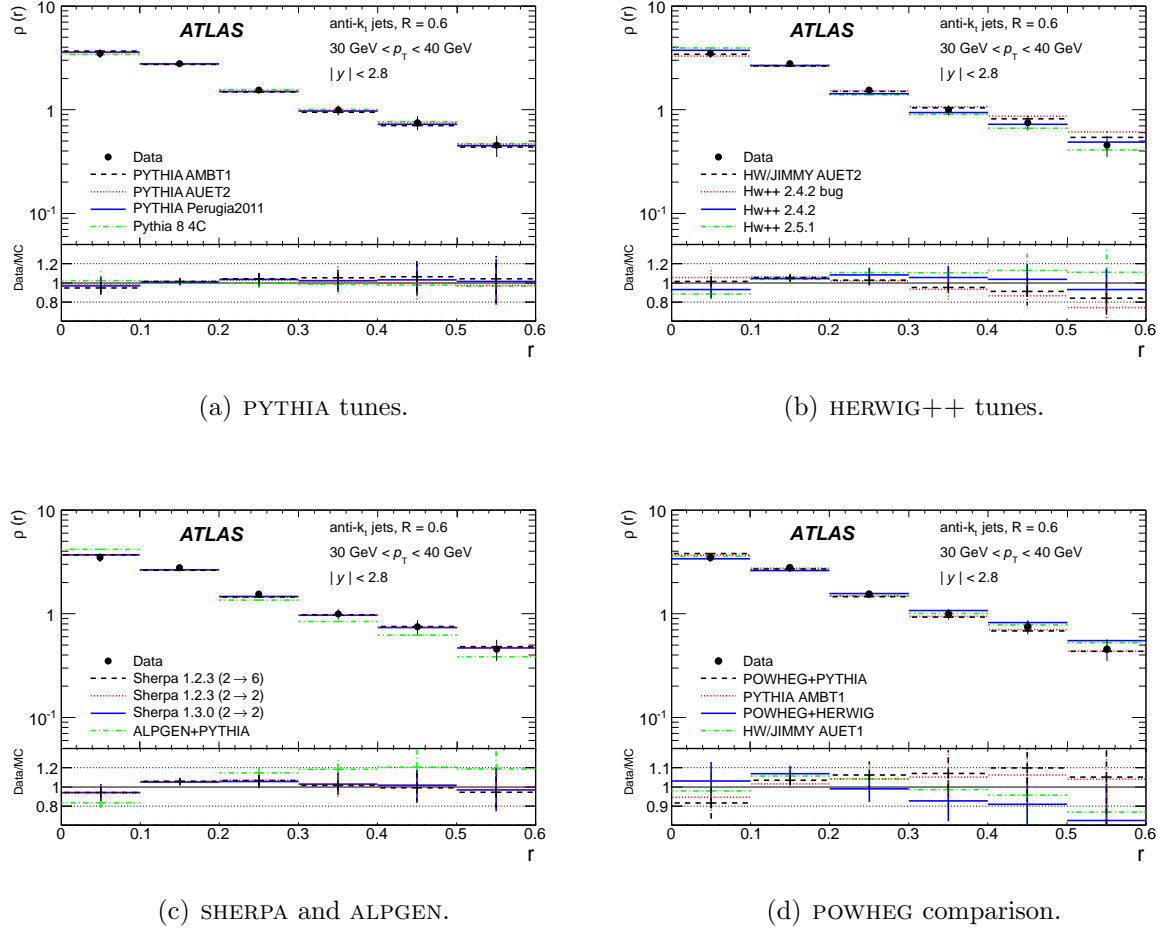 ρ (r)
10
1
10⁻¹
ATLAS
anti-kₜ jets, R = 0.6
30 GeV < p_T < 40 GeV
| y | < 2.8
Data
PYTHIA AMBT1
PYTHIA AUET2
PYTHIA Perugia2011
Pythia 8 4C
Data/MC
1.2
1
0.8
0 0.1 0.2 0.3 0.4 0.5 0.6
r
(a) PYTHIA tunes.
ρ (r)
10
1
10⁻¹
ATLAS
anti-kₜ jets, R = 0.6
30 GeV < p_T < 40 GeV
| y | < 2.8
Data
HW/JIMMY AUET2
Hw++ 2.4.2 bug
Hw++ 2.4.2
Hw++ 2.5.1
Data/MC
1.2
1
0.8
0 0.1 0.2 0.3 0.4 0.5 0.6
r
(b) HERWIG++ tunes.
ρ (r)
10
1
10⁻¹
ATLAS
anti-kₜ jets, R = 0.6
30 GeV < p_T < 40 GeV
| y | < 2.8
Data
Sherpa 1.2.3 (2 → 6)
Sherpa 1.2.3 (2 → 2)
Sherpa 1.3.0 (2 → 2)
ALPGEN+PYTHIA
Data/MC
1.2
1
0.8
0 0.1 0.2 0.3 0.4 0.5 0.6
r
(c) SHERPA and ALPGEN.
ρ (r)
10
1
10⁻¹
ATLAS
anti-kₜ jets, R = 0.6
30 GeV < p_T < 40 GeV
| y | < 2.8
Data
POWHEG+PYTHIA
PYTHIA AMBT1
POWHEG+HERWIG
HW/JIMMY AUET1
Data/MC
1.1
1
0.9
0 0.1 0.2 0.3 0.4 0.5 0.6
r
(d) POWHEG comparison.